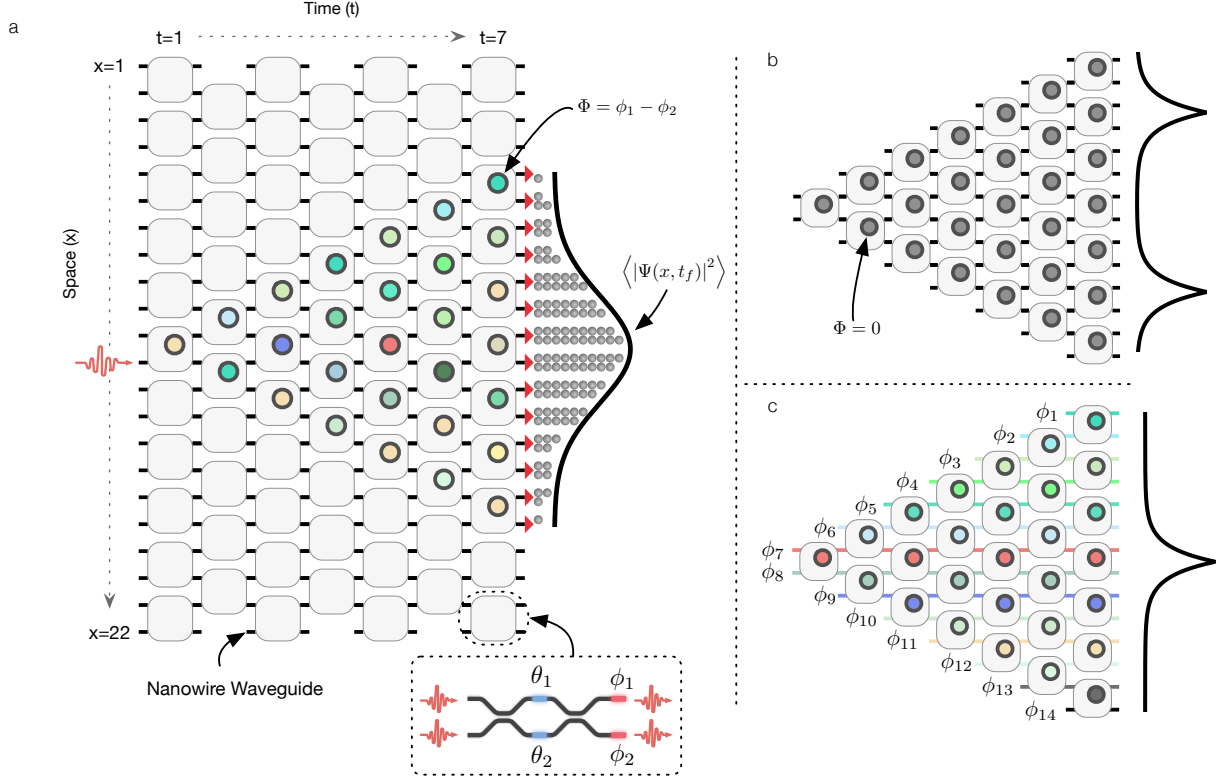 a
Time (t)
t=1
t=7
x=1
Space (x)
x=22
Φ = ϕ₁ − ϕ₂
⟨|Ψ(x, t_f)|²⟩
Nanowire Waveguide
θ₁
ϕ₁
θ₂
ϕ₂
b
Φ = 0
c
ϕ₁
ϕ₂
ϕ₃
ϕ₄
ϕ₅
ϕ₆
ϕ₇
ϕ₈
ϕ₉
ϕ₁₀
ϕ₁₁
ϕ₁₂
ϕ₁₃
ϕ₁₄